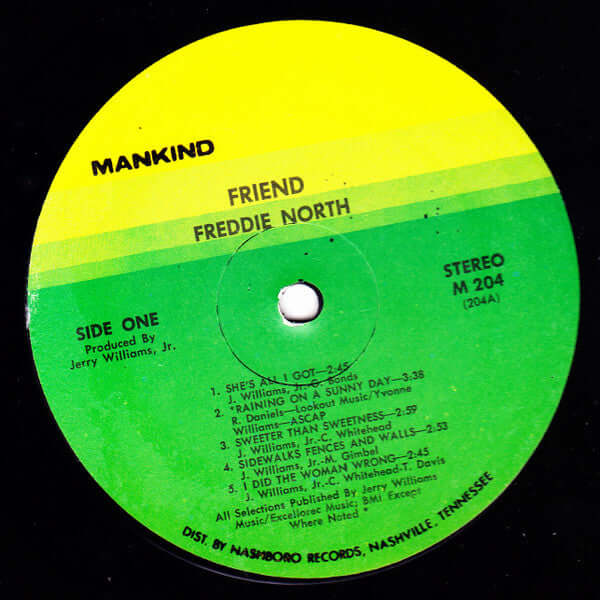 MANKIND
FRIEND
FREDDIE NORTH
STEREO
M 204
(204A)
SIDE ONE
Produced By
Jerry Williams, Jr.
1. SHE'S ALL I GOT—2:45
J. Williams, Jr.-G. Bonds
2. *RAINING ON A SUNNY DAY—3:38
R. Daniels—Lookout Music/Yvonne
Williams—ASCAP
3. SWEETER THAN SWEETNESS—2:59
J. Williams, Jr.-C. Whitehead
4. SIDEWALKS FENCES AND WALLS—2:53
J. Williams, Jr.-M. Gimbel
5. I DID THE WOMAN WRONG—2:45
J. Williams, Jr.-C. Whitehead-T. Davis
All Selections Published By Jerry Williams
Music/Excellorec Music; BMI Except
Where Noted *
DIST. BY NASHBORO RECORDS, NASHVILLE, TENNESSEE